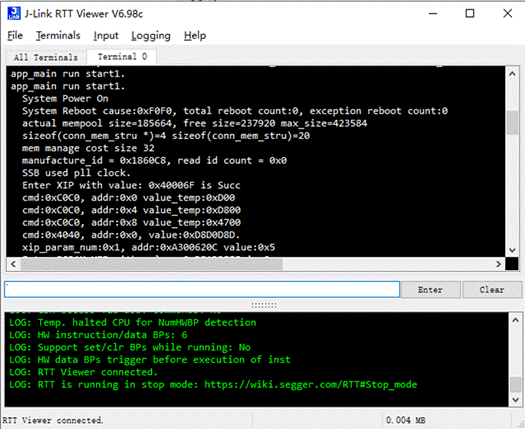 J-Link RTT Viewer V6.98c
File Terminals Input Logging Help
All Terminals Terminal 0
app_main run start1.
app_main run start1.
System Power On
System Reboot cause:0xF0F0, total reboot count:0, exception reboot count:0
actual mempool size=185664, free size=237920 max_size=423584
sizeof(conn_mem_stru *)=4 sizeof(conn_mem_stru)=20
mem manage cost size 32
manufacture_id = 0x1860C8, read id count = 0x0
SSB used pll clock.
Enter XIP with value: 0x40006F is Succ
cmd:0xC0C0, addr:0x0 value_temp:0xD00
cmd:0xC0C0, addr:0x4 value_temp:0xD800
cmd:0xC0C0, addr:0x8 value_temp:0x4700
cmd:0x4040, addr:0x0, value:0xD8D0D8D.
xip_param_num:0x1, addr:0xA300620C value:0x5
Enter Clear
LOG: Temp. halted CPU for NumHWBP detection
LOG: HW instruction/data BPs: 6
LOG: Support set/clr BPs while running: No
LOG: HW data BPs trigger before execution of inst
LOG: RTT Viewer connected.
LOG: RTT is running in stop mode: https://wiki.segger.com/RTT#Stop_mode
RTT Viewer connected. 0.004 MB